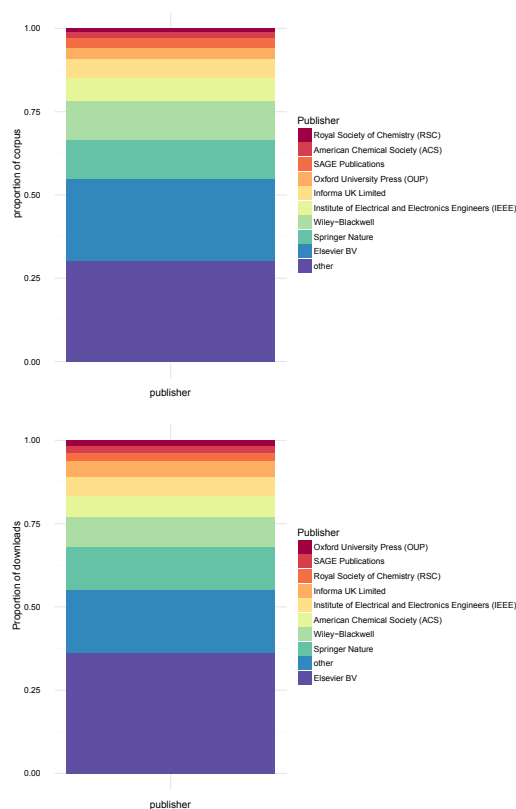 1.00
0.75
0.50
0.25
0.00
proportion of corpus
publisher
Publisher
Royal Society of Chemistry (RSC)
American Chemical Society (ACS)
SAGE Publications
Oxford University Press (OUP)
Informa UK Limited
Institute of Electrical and Electronics Engineers (IEEE)
Wiley−Blackwell
Springer Nature
Elsevier BV
other
1.00
0.75
0.50
0.25
0.00
Proportion of downloads
publisher
Publisher
Oxford University Press (OUP)
SAGE Publications
Royal Society of Chemistry (RSC)
Informa UK Limited
Institute of Electrical and Electronics Engineers (IEEE)
American Chemical Society (ACS)
Wiley−Blackwell
Springer Nature
other
Elsevier BV